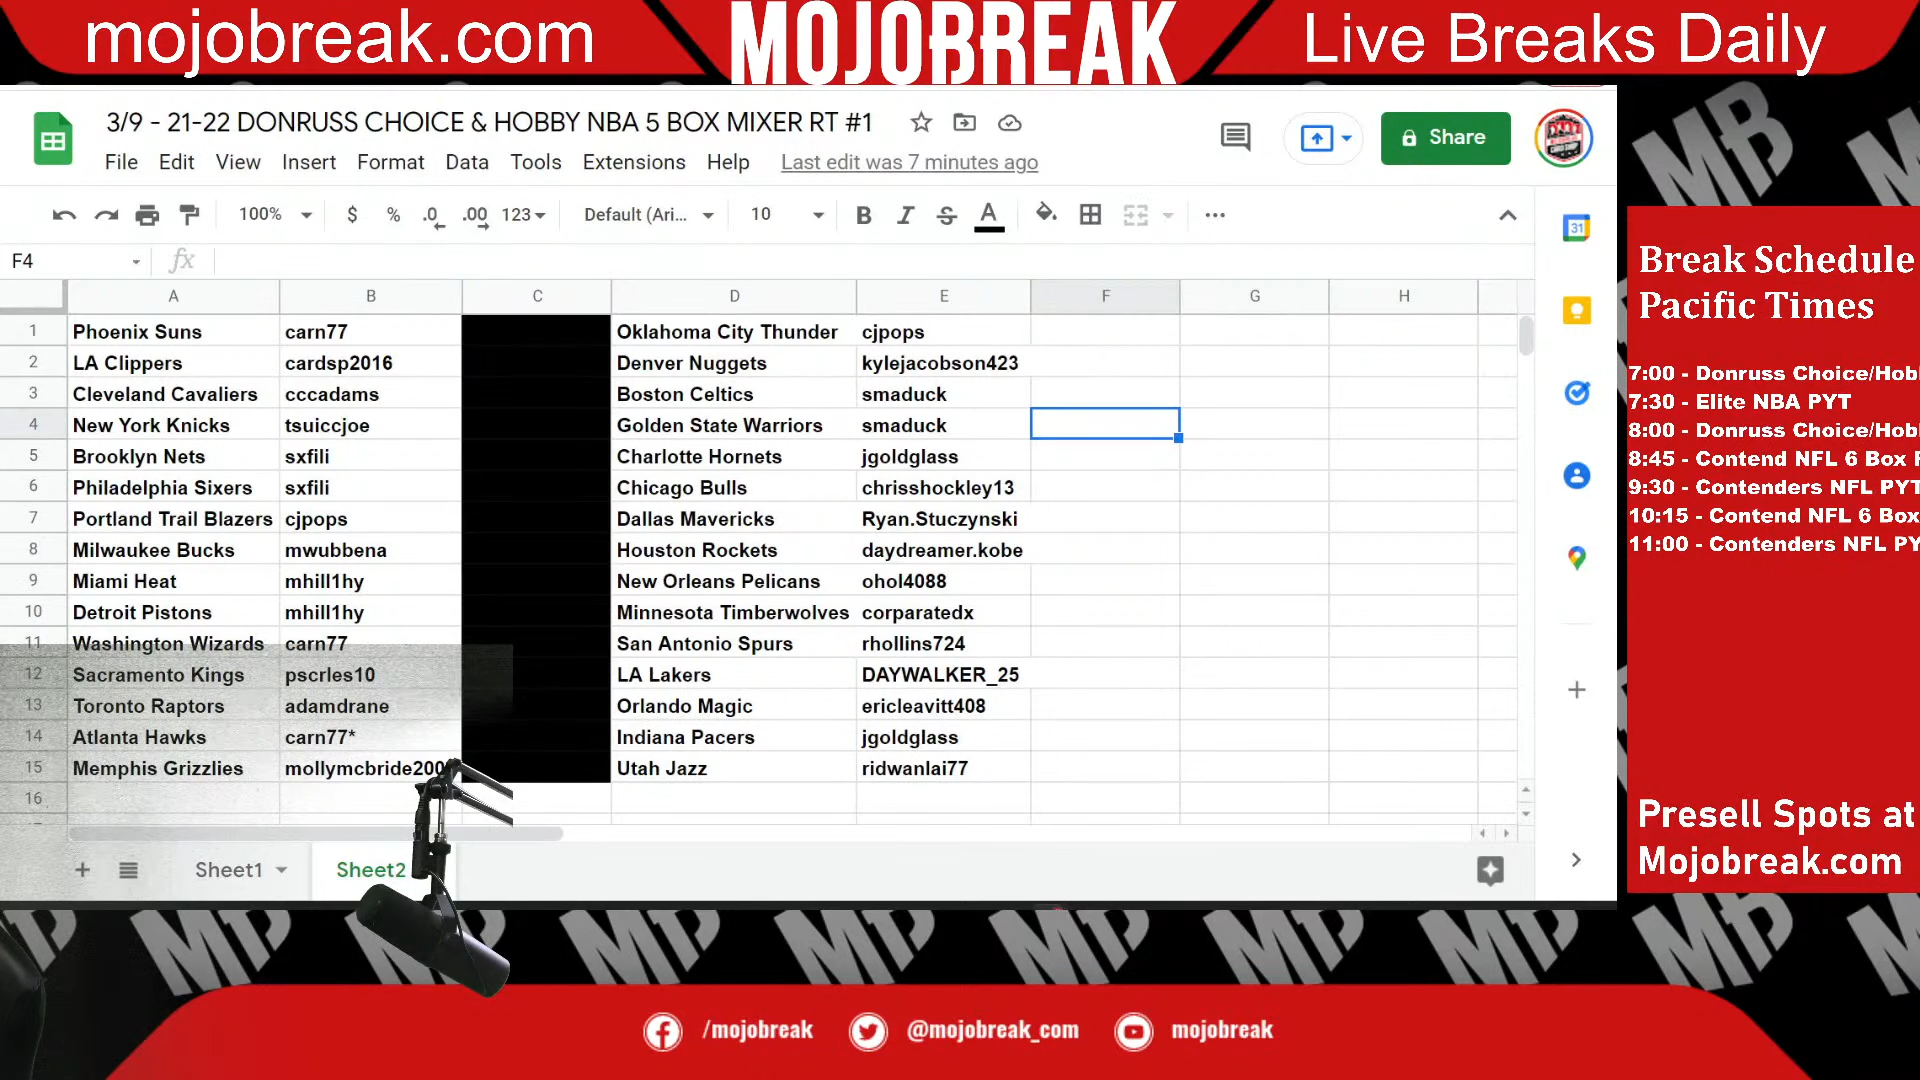 mojobreak.com
MOJOBREAK
Live Breaks Daily
3/9 - 21-22 DONRUSS CHOICE & HOBBY NBA 5 BOX MIXER RT #1
File Edit View Insert Format Data Tools Extensions Help Last edit was 7 minutes ago
Share
100% $ % .0 .00 123 Default (Ari... 10 B I S A
31
F4 fx
A B C D E F G H
1 Phoenix Suns carn77 Oklahoma City Thunder cjpops
2 LA Clippers cardsp2016 Denver Nuggets kylejacobson423
3 Cleveland Cavaliers cccadams Boston Celtics smaduck
4 New York Knicks tsuiccjoe Golden State Warriors smaduck
5 Brooklyn Nets sxfili Charlotte Hornets jgoldglass
6 Philadelphia Sixers sxfili Chicago Bulls chrisshockley13
7 Portland Trail Blazers cjpops Dallas Mavericks Ryan.Stuczynski
8 Milwaukee Bucks mwubbena Houston Rockets daydreamer.kobe
9 Miami Heat mhill1hy New Orleans Pelicans ohol4088
10 Detroit Pistons mhill1hy Minnesota Timberwolves corparatedx
11 Washington Wizards carn77 San Antonio Spurs rhollins724
12 Sacramento Kings pscrles10 LA Lakers DAYWALKER_25
13 Toronto Raptors adamdrane Orlando Magic ericleavitt408
14 Atlanta Hawks carn77* Indiana Pacers jgoldglass
15 Memphis Grizzlies mollymcbride200 Utah Jazz ridwanlai77
16
Sheet1 Sheet2
Break Schedule
Pacific Times
7:00 - Donruss Choice/Hobb
7:30 - Elite NBA PYT
8:00 - Donruss Choice/Hobb
8:45 - Contend NFL 6 Box
9:30 - Contenders NFL PYT
10:15 - Contend NFL 6 Box
11:00 - Contenders NFL PY
Presell Spots at
Mojobreak.com
/mojobreak @mojobreak_com mojobreak